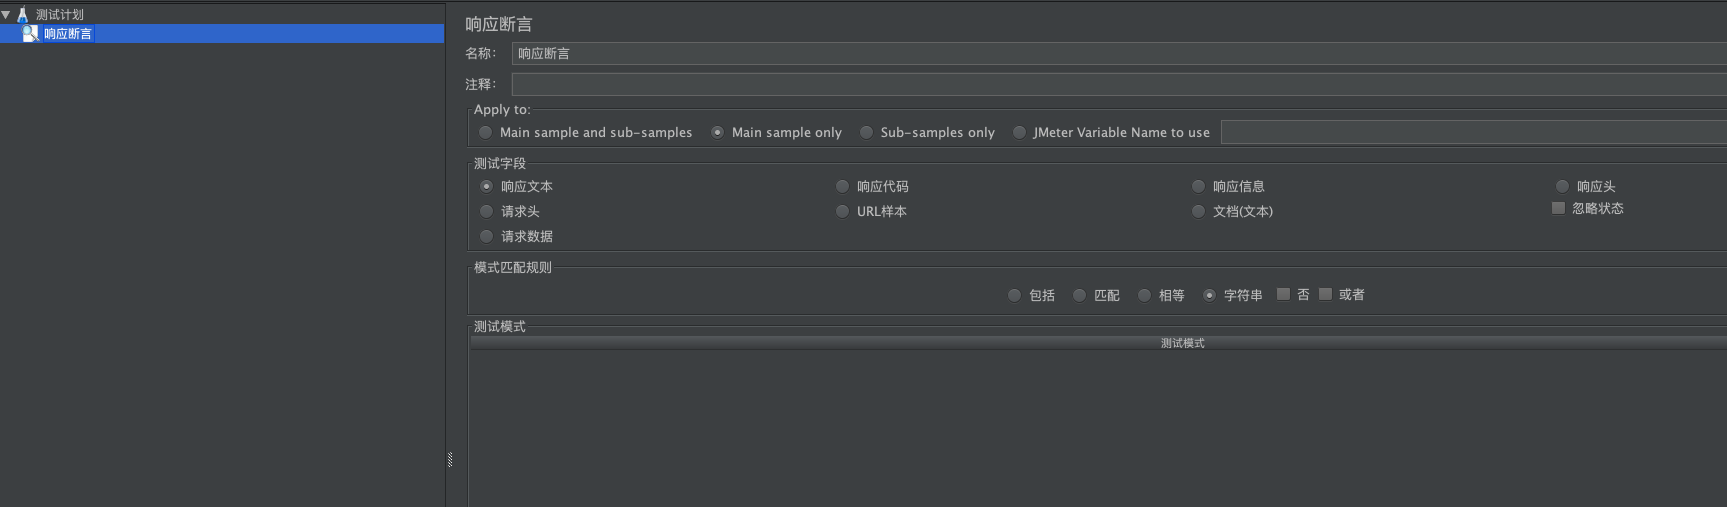 测试计划
响应断言
响应断言
名称: 响应断言
注释:
Apply to:
Main sample and sub-samples Main sample only Sub-samples only JMeter Variable Name to use
测试字段
响应文本 响应代码 响应信息 响应头
请求头 URL样本 文档(文本) 忽略状态
请求数据
模式匹配规则
包括 匹配 相等 字符串 否 或者
测试模式
测试模式